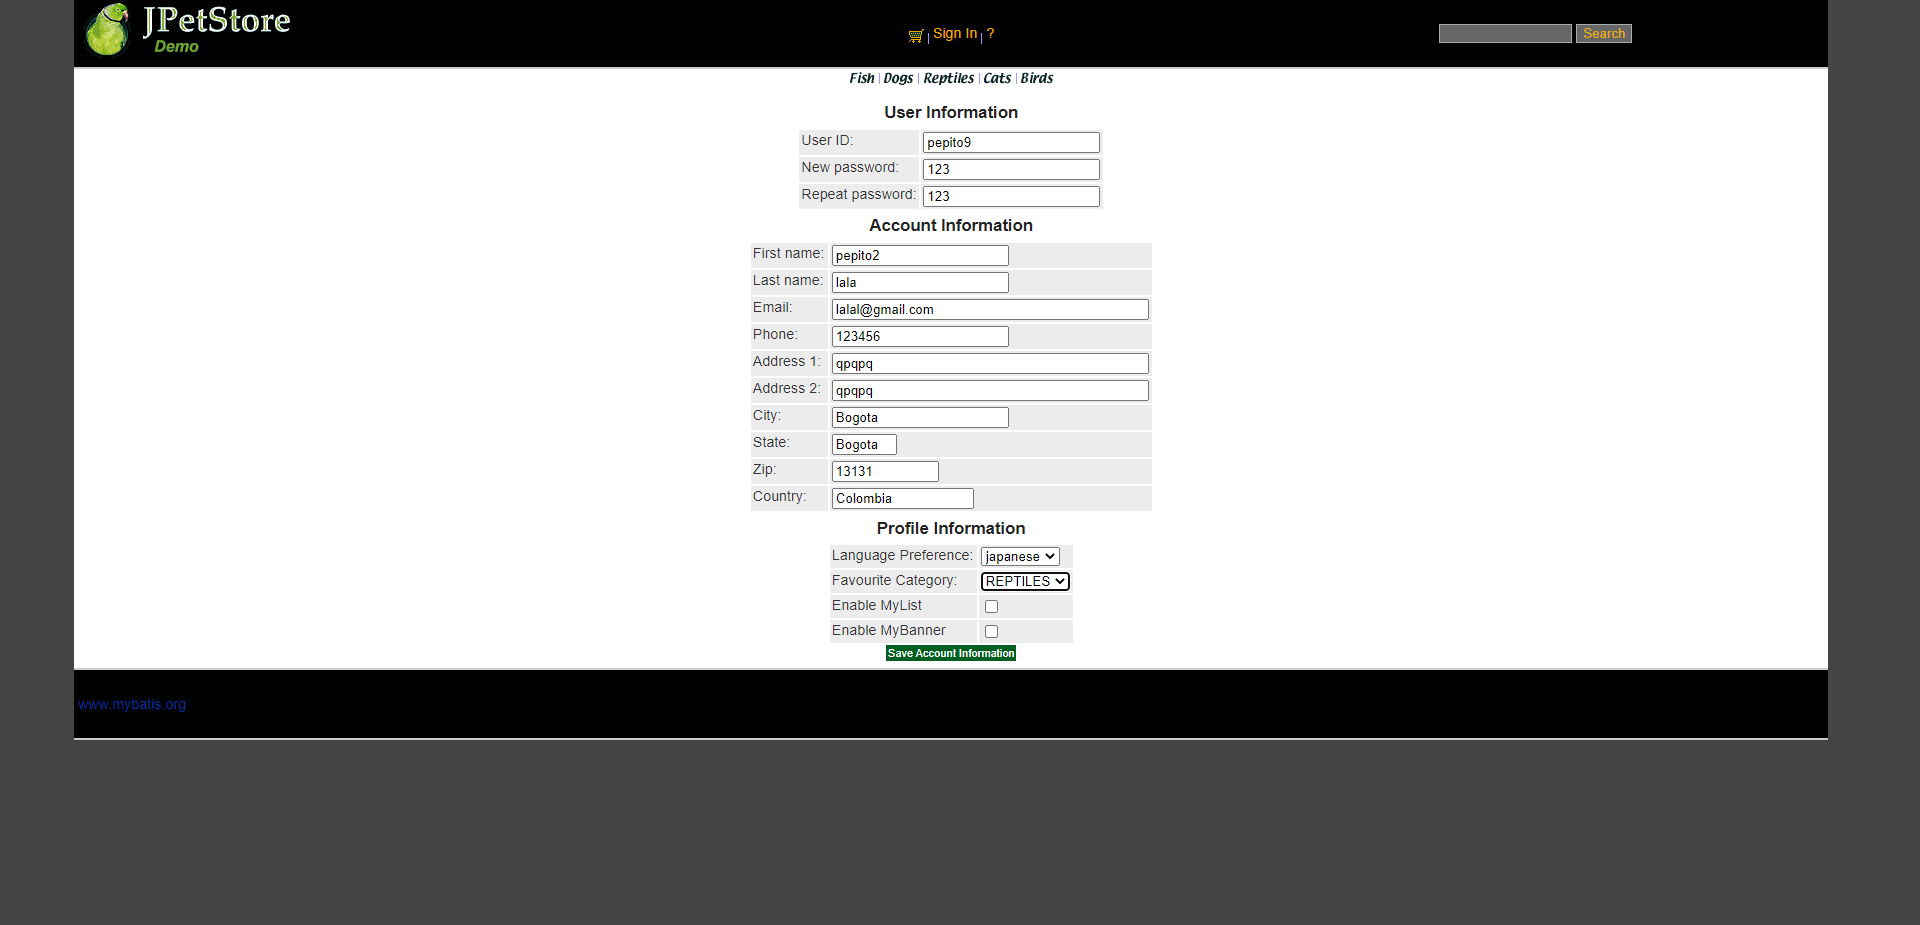 JPetStore
Demo
Sign In | ?
Search
Fish | Dogs | Reptiles | Cats | Birds
User Information
User ID: pepito9
New password: 123
Repeat password: 123
Account Information
First name: pepito2
Last name: lala
Email: lalal@gmail.com
Phone: 123456
Address 1: qpqpq
Address 2: qpqpq
City: Bogota
State: Bogota
Zip: 13131
Country: Colombia
Profile Information
Language Preference: japanese
Favourite Category: REPTILES
Enable MyList
Enable MyBanner
Save Account Information
www.mybatis.org